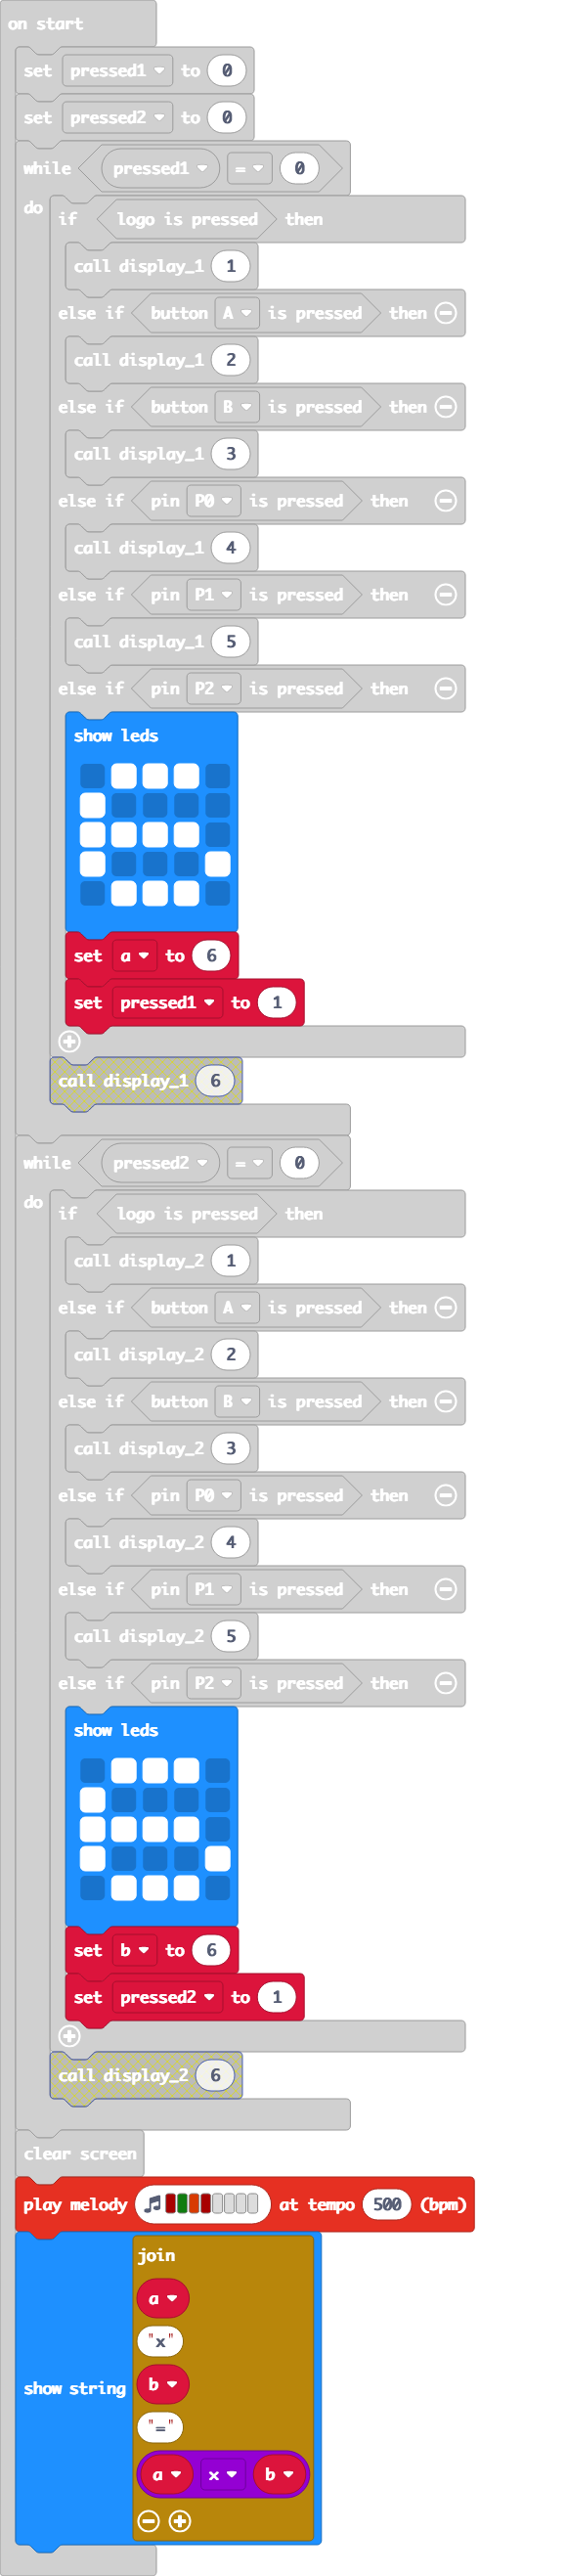 on start
set pressed1 to 0
set pressed2 to 0
while pressed1 = 0
do if logo is pressed then
call display_1 1
else if button A is pressed then
call display_1 2
else if button B is pressed then
call display_1 3
else if pin P0 is pressed then
call display_1 4
else if pin P1 is pressed then
call display_1 5
else if pin P2 is pressed then
show leds
set a to 6
set pressed1 to 1
call display_1 6
while pressed2 = 0
do if logo is pressed then
call display_2 1
else if button A is pressed then
call display_2 2
else if button B is pressed then
call display_2 3
else if pin P0 is pressed then
call display_2 4
else if pin P1 is pressed then
call display_2 5
else if pin P2 is pressed then
show leds
set b to 6
set pressed2 to 1
call display_2 6
clear screen
play melody at tempo 500 (bpm)
join
a
"x"
b
show string
"="
a x b